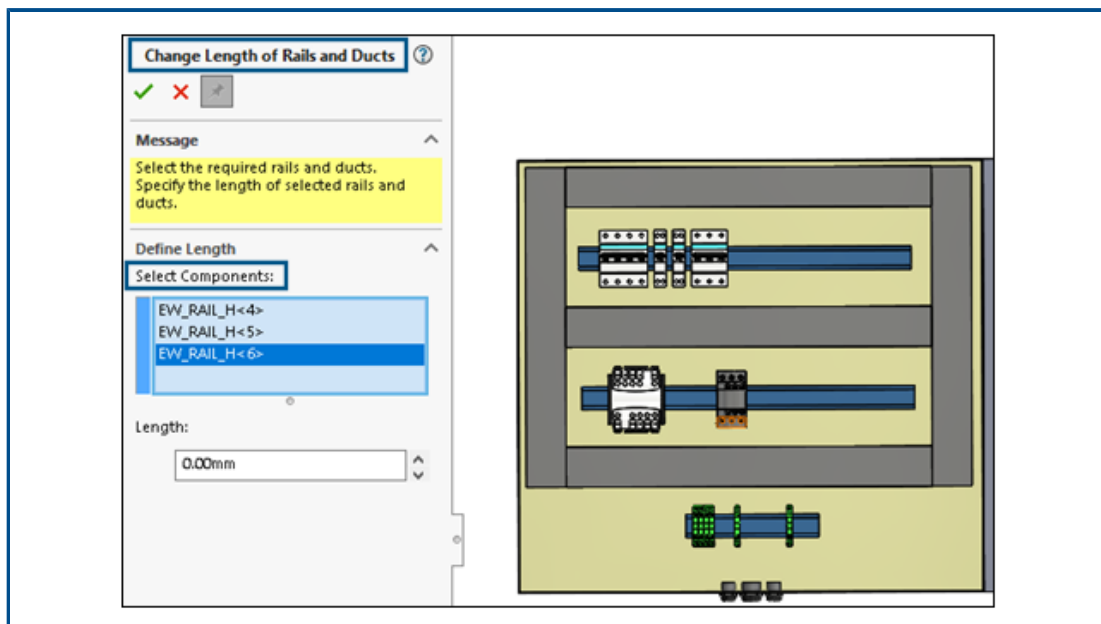 Change Length of Rails and Ducts
Message
Select the required rails and ducts.
Specify the length of selected rails and
ducts.
Define Length
Select Components:
EW_RAIL_H<4>
EW_RAIL_H<5>
EW_RAIL_H<6>
Length:
0.00mm